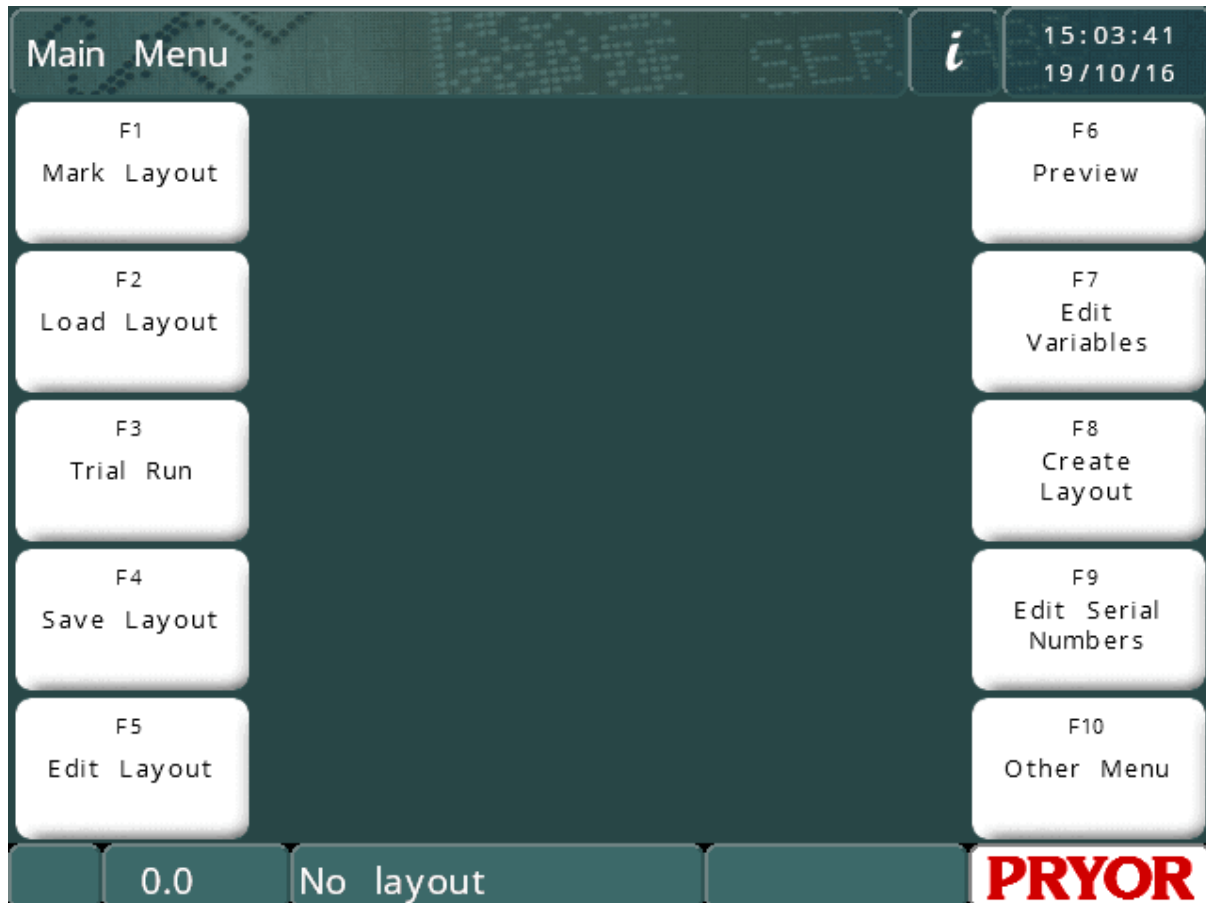 Main Menu
i
15:03:41
19/10/16
F1
Mark Layout
F2
Load Layout
F3
Trial Run
F4
Save Layout
F5
Edit Layout
F6
Preview
F7
Edit
Variables
F8
Create
Layout
F9
Edit Serial
Numbers
F10
Other Menu
0.0
No layout
PRYOR